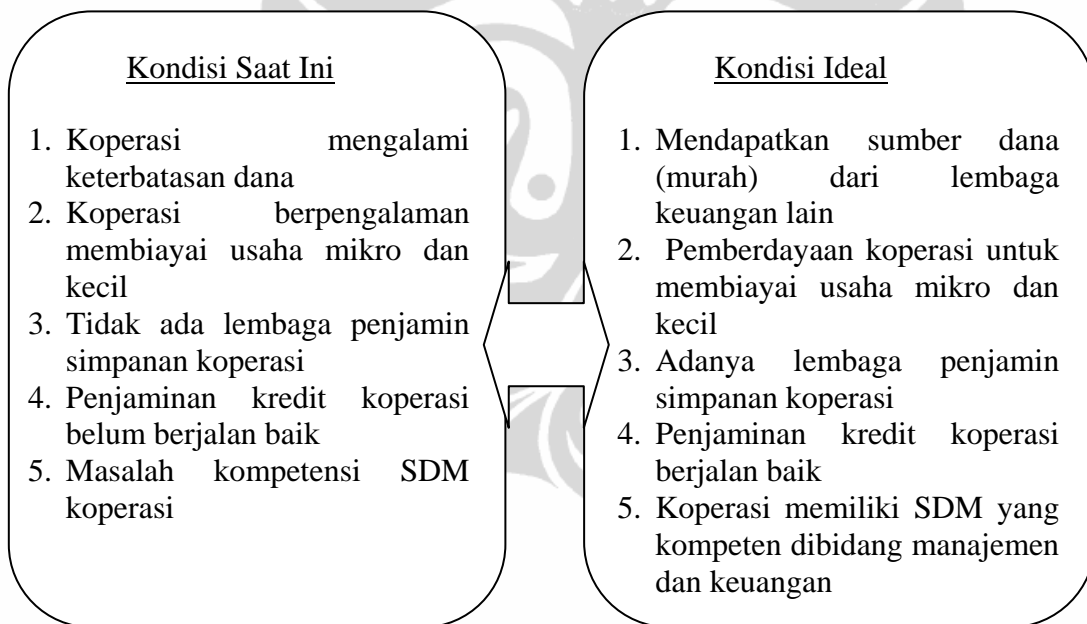 Kondisi Saat Ini
1. Koperasi mengalami
keterbatasan dana
2. Koperasi berpengalaman
membiayai usaha mikro dan
kecil
3. Tidak ada lembaga penjamin
simpanan koperasi
4. Penjaminan kredit koperasi
belum berjalan baik
5. Masalah kompetensi SDM
koperasi
Kondisi Ideal
1. Mendapatkan sumber dana
(murah) dari lembaga
keuangan lain
2. Pemberdayaan koperasi untuk
membiayai usaha mikro dan
kecil
3. Adanya lembaga penjamin
simpanan koperasi
4. Penjaminan kredit koperasi
berjalan baik
5. Koperasi memiliki SDM yang
kompeten dibidang manajemen
dan keuangan